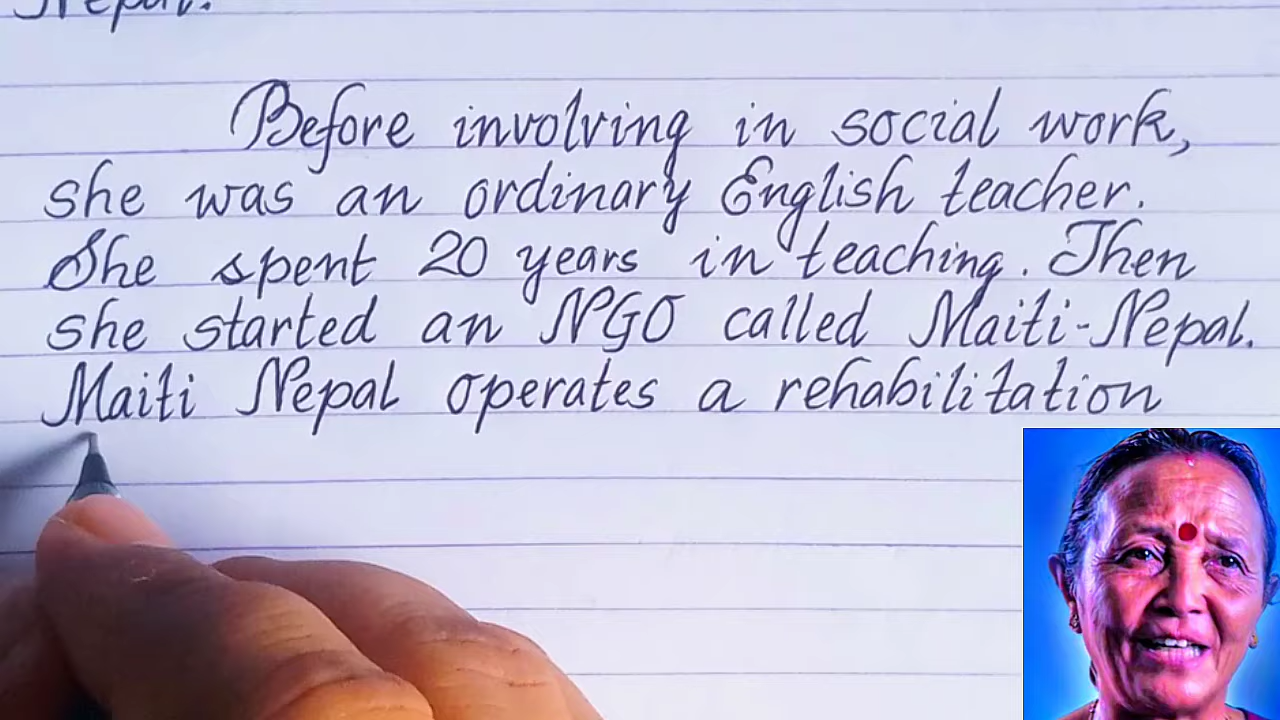 Nepal.
Before involving in social work,
she was an ordinary English teacher.
She spent 20 years in teaching. Then
she started an NGO called Maiti-Nepal.
Maiti Nepal operates a rehabilitation